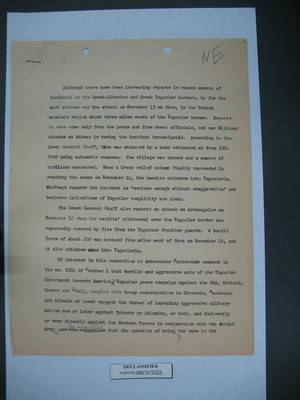 NE
Although there have been increasing reports in recent months of
incidents on the Greek-Albanian and Greek Yugoslav borders, by far the
most serious was the attack on November 13 on Skra, in the Paikos
mountain region about three miles south of the Yugoslav border. Reports
to date come only from the press and from Greek officials, but our Military
Attache at Athens is having the incident investigated. According to the
Greek General Staff, Skra was attacked by a band estimated at from
using automatic weapons. The village was burned and a number of
civilians massacred. When a Greek relief column finally succeeded in
reaching the scene on November 14, the bandits withdrew into Yugoslavia.
MacVeagh regards the incident as "serious enough without exaggeration" and
believes indications of Yugoslav complicity are clear.
The Greek General Staff also reports an attack on Archangelos on
November 12 when the bandits' withdrawal over the Yugoslav border was
reportedly covered by fire from the Yugoslav frontier guards. A bandit
force of about 200 was noticed five miles west of Skra on November 16, and
it also withdrew into Yugoslavia.
Of interest in this connection is Ambassador Patterson's comment in
his no. of October 1 that hostile and aggressive acts of the Yugoslav
Government towards America, Yugoslav press campaign against the USA, Britain,
Greece and Italy, coupled with troop concentration in Slovenia, Macedonia
and Albania at least suggest the threat of impending aggressive military
action now or later against Trieste or Salonika, or both, and indirectly
or even directly against the Western Powers in conjunction with the Soviet
Army, that the question of bring the case to the
DECLASSIFIED
Authority